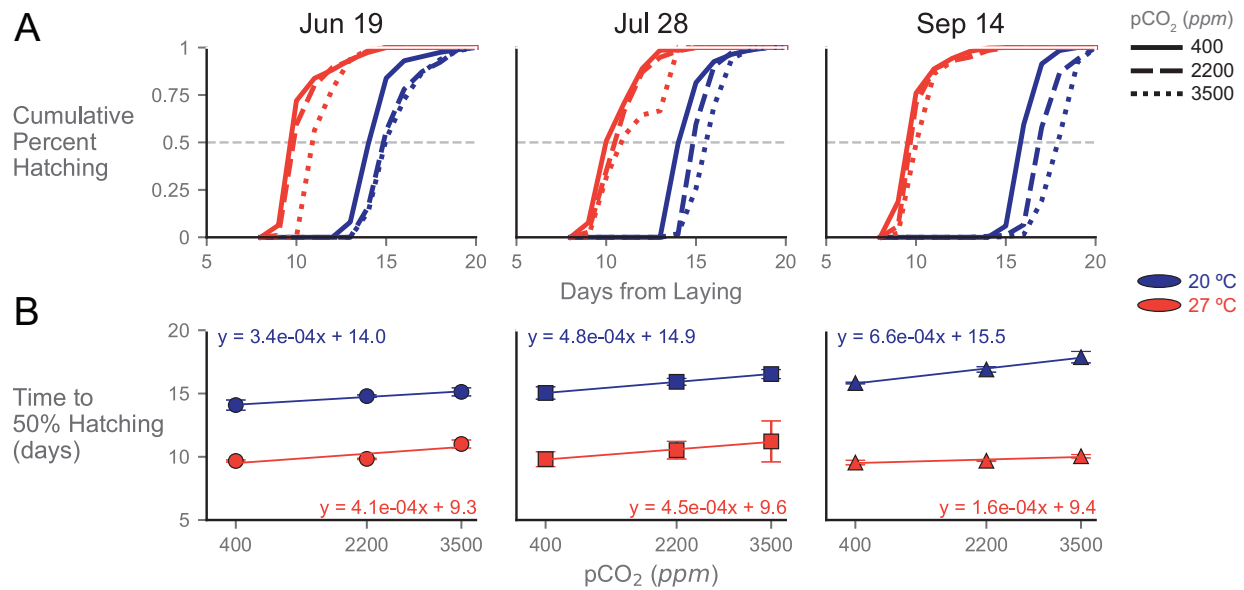 A
Jun 19
Jul 28
Sep 14
pCO₂ (ppm)
400
2200
3500
Cumulative
Percent
Hatching
1
0.75
0.5
0.25
0
5
10
15
20
5
10
15
20
5
10
15
20
Days from Laying
20 ºC
27 ºC
B
Time to
50% Hatching
(days)
20
15
10
5
y = 3.4e-04x + 14.0
y = 4.8e-04x + 14.9
y = 6.6e-04x + 15.5
y = 4.1e-04x + 9.3
y = 4.5e-04x + 9.6
y = 1.6e-04x + 9.4
400
2200
3500
400
2200
3500
400
2200
3500
pCO₂ (ppm)